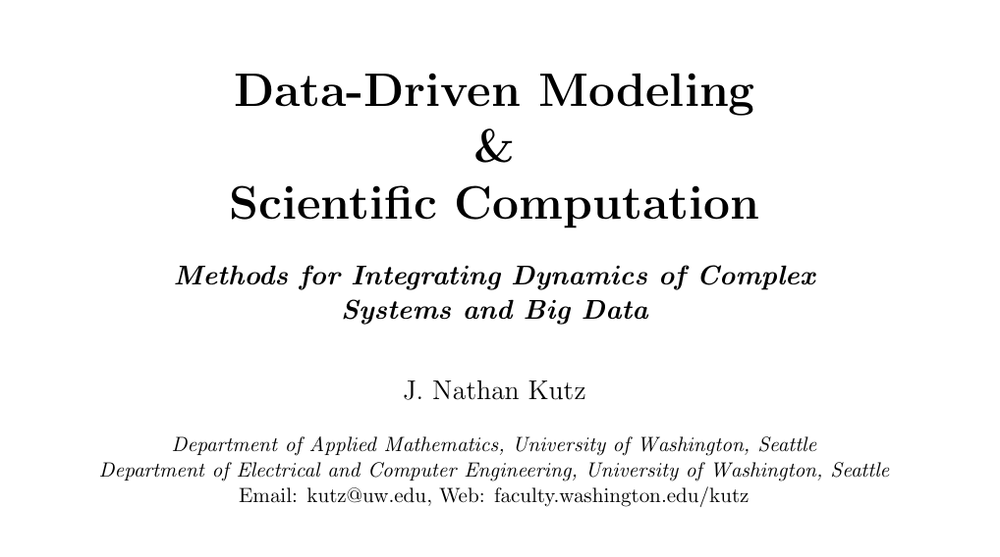 Data-Driven Modeling
&
Scientific Computation
Methods for Integrating Dynamics of Complex
Systems and Big Data
J. Nathan Kutz
Department of Applied Mathematics, University of Washington, Seattle
Department of Electrical and Computer Engineering, University of Washington, Seattle
Email: kutz@uw.edu, Web: faculty.washington.edu/kutz